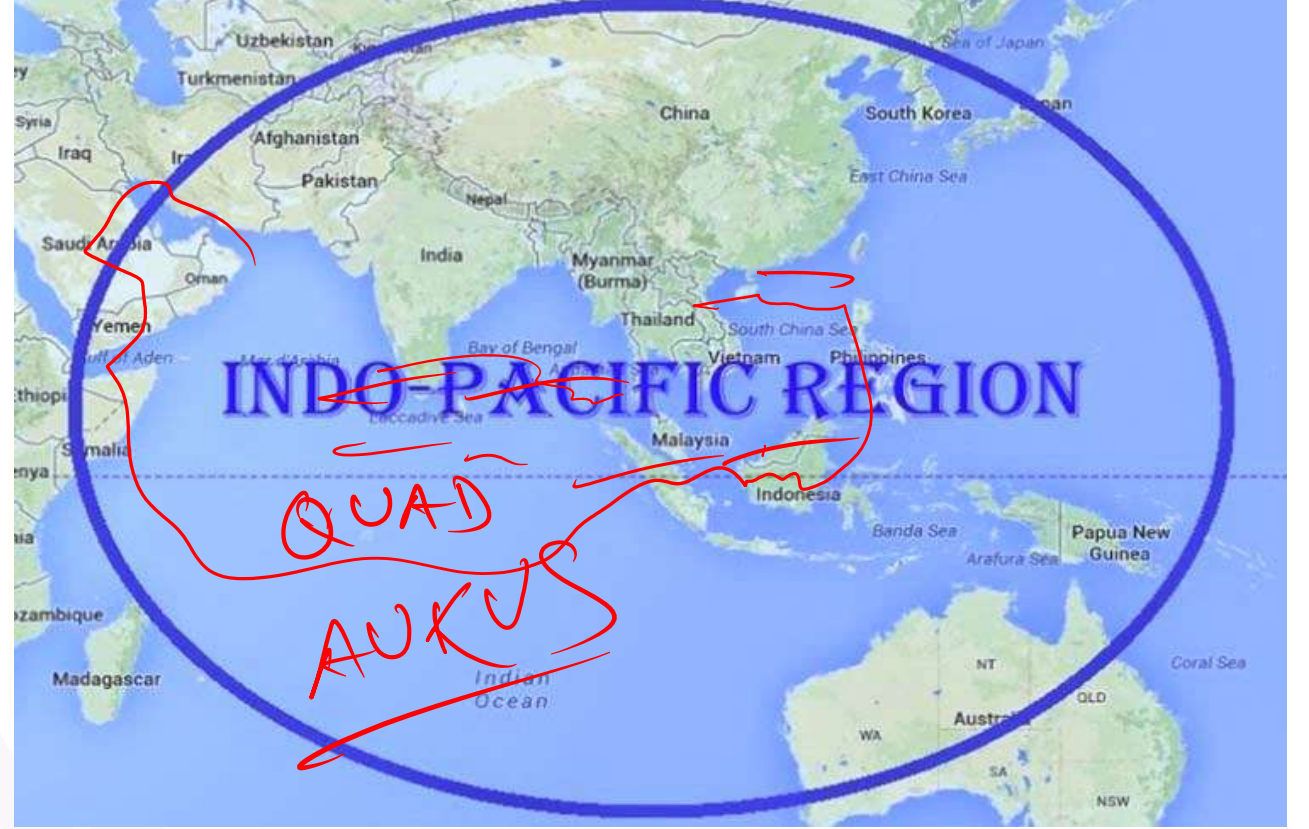 Uzbekistan
Sea of Japan
Turkmenistan
China
South Korea
Syria
Afghanistan
Iraq
Pakistan
East China Sea
Nepal
Saudi Arabia
India
Myanmar
(Burma)
Oman
Yemen
Thailand
South China Sea
Bay of Bengal
Vietnam
Philippines
Gulf of Aden
INDO-PACIFIC REGION
Laccadive Sea
Malaysia
Somalia
Indonesia
QUAD
Banda Sea
Papua New
Guinea
Arafura Sea
AUKUS
Madagascar
Indian
Ocean
NT
Coral Sea
QLD
WA
SA
NSW